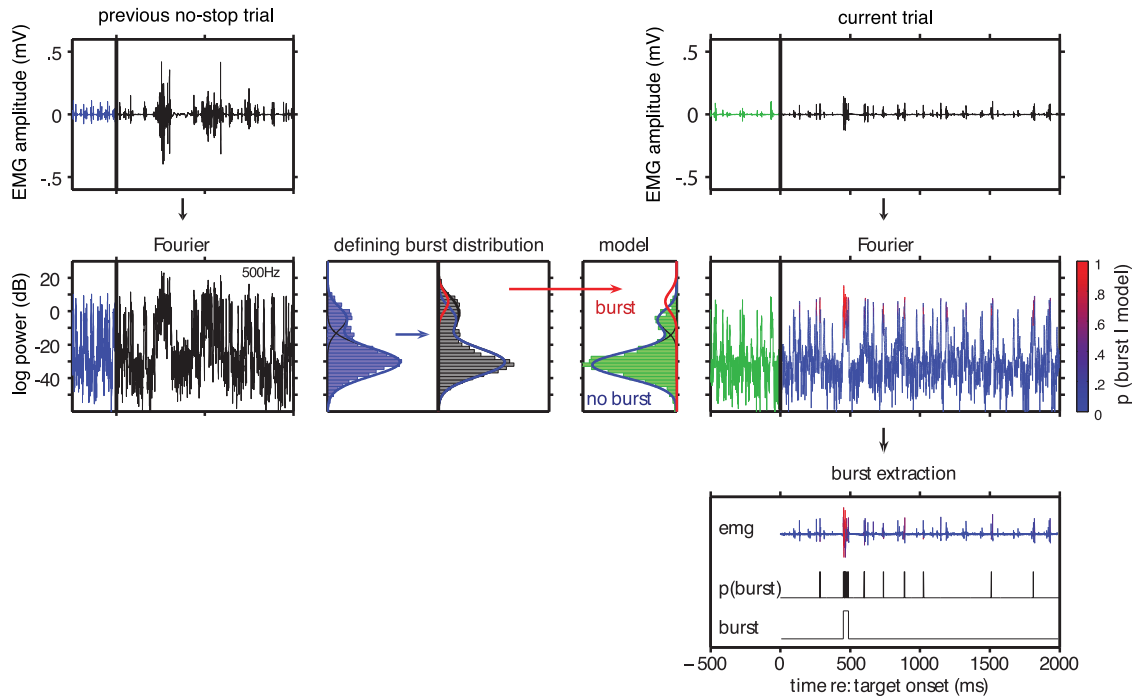 previous no-stop trial
current trial
EMG amplitude (mV)
.5
0
-.5
EMG amplitude (mV)
.5
0
-.5
Fourier
defining burst distribution
model
Fourier
log power (dB)
20
0
-20
-40
500Hz
burst
no burst
1
.8
.6
.4
.2
0
p (burst | model)
burst extraction
emg
p(burst)
burst
-500
0
500
1000
1500
2000
time re: target onset (ms)